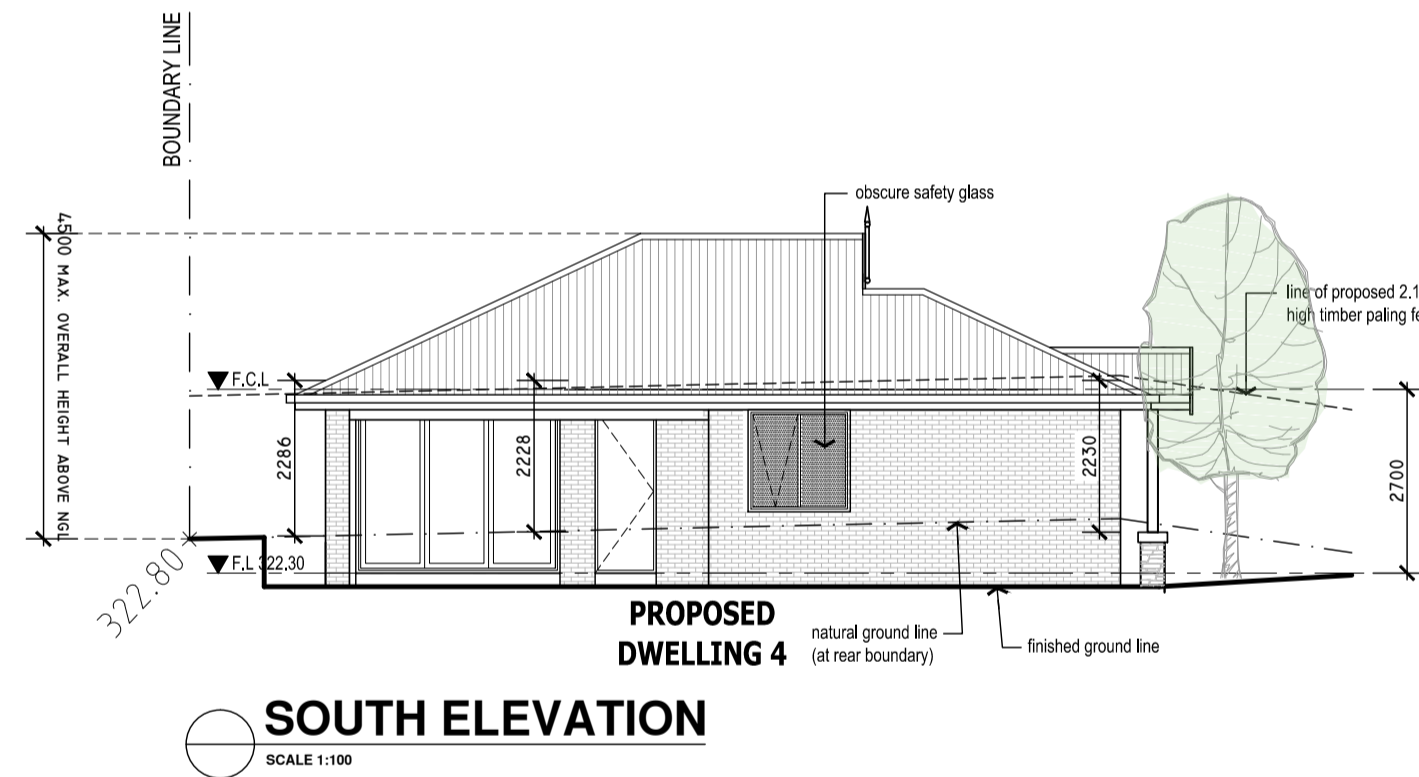 BOUNDARY LINE
4500 MAX. OVERALL HEIGHT ABOVE NGL
obscure safety glass
line of proposed 2.1
high timber paling fe
F.C.L
2286
2228
2230
2700
F.L 322.30
322.80
PROPOSED
DWELLING 4
natural ground line
(at rear boundary)
finished ground line
SOUTH ELEVATION
SCALE 1:100